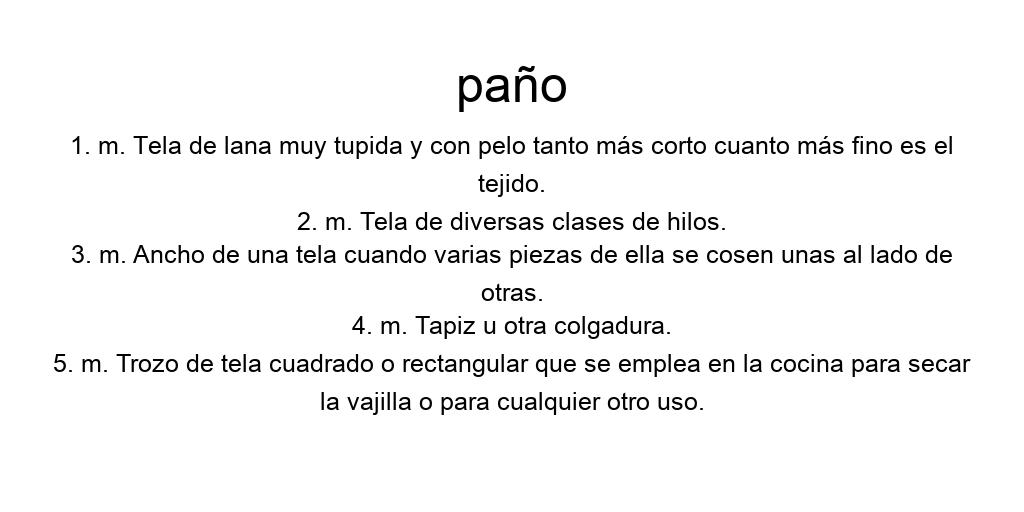 paño
1. m. Tela de lana muy tupida y con pelo tanto más corto cuanto más fino es el
tejido.
2. m. Tela de diversas clases de hilos.
3. m. Ancho de una tela cuando varias piezas de ella se cosen unas al lado de
otras.
4. m. Tapiz u otra colgadura.
5. m. Trozo de tela cuadrado o rectangular que se emplea en la cocina para secar
la vajilla o para cualquier otro uso.